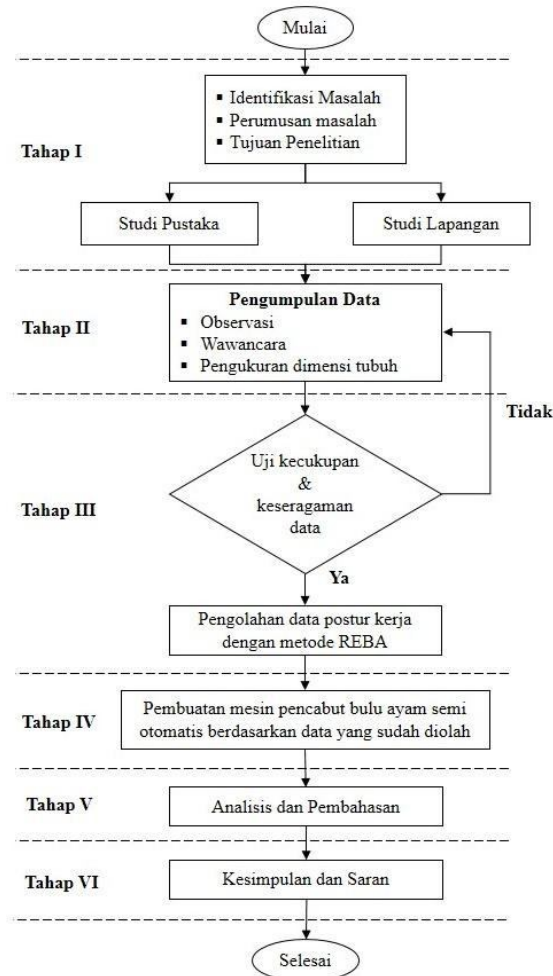 Mulai
Tahap I
▪ Identifikasi Masalah
▪ Perumusan masalah
▪ Tujuan Penelitian
Studi Pustaka
Studi Lapangan
Tahap II
Pengumpulan Data
▪ Observasi
▪ Wawancara
▪ Pengukuran dimensi tubuh
Tidak
Tahap III
Uji kecukupan
&
keseragaman
data
Ya
Pengolahan data postur kerja
dengan metode REBA
Tahap IV
Pembuatan mesin pencabut bulu ayam semi
otomatis berdasarkan data yang sudah diolah
Tahap V
Analisis dan Pembahasan
Tahap VI
Kesimpulan dan Saran
Selesai